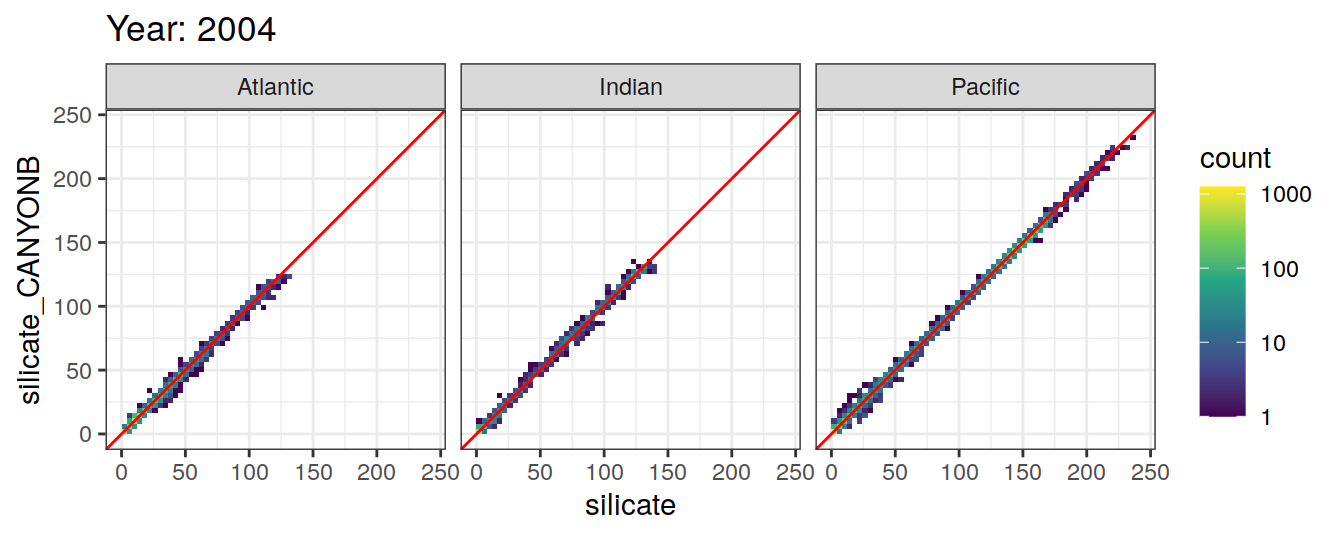 Year: 2004
Atlantic
Indian
Pacific
silicate_CANYONB
250
200
150
100
50
0
0 50 100 150 200 250
0 50 100 150 200 250
0 50 100 150 200 250
silicate
count
1000
100
10
1